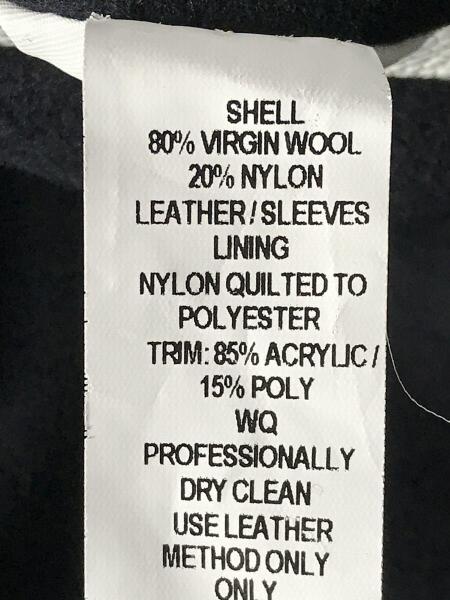 SHELL
80% VIRGIN WOOL
20% NYLON
LEATHER/SLEEVES
LINING
NYLON QUILTED TO
POLYESTER
TRIM: 85% ACRYLIC/
15% POLY
WQ
PROFESSIONALLY
DRY CLEAN
USE LEATHER
METHOD ONLY
ONLY